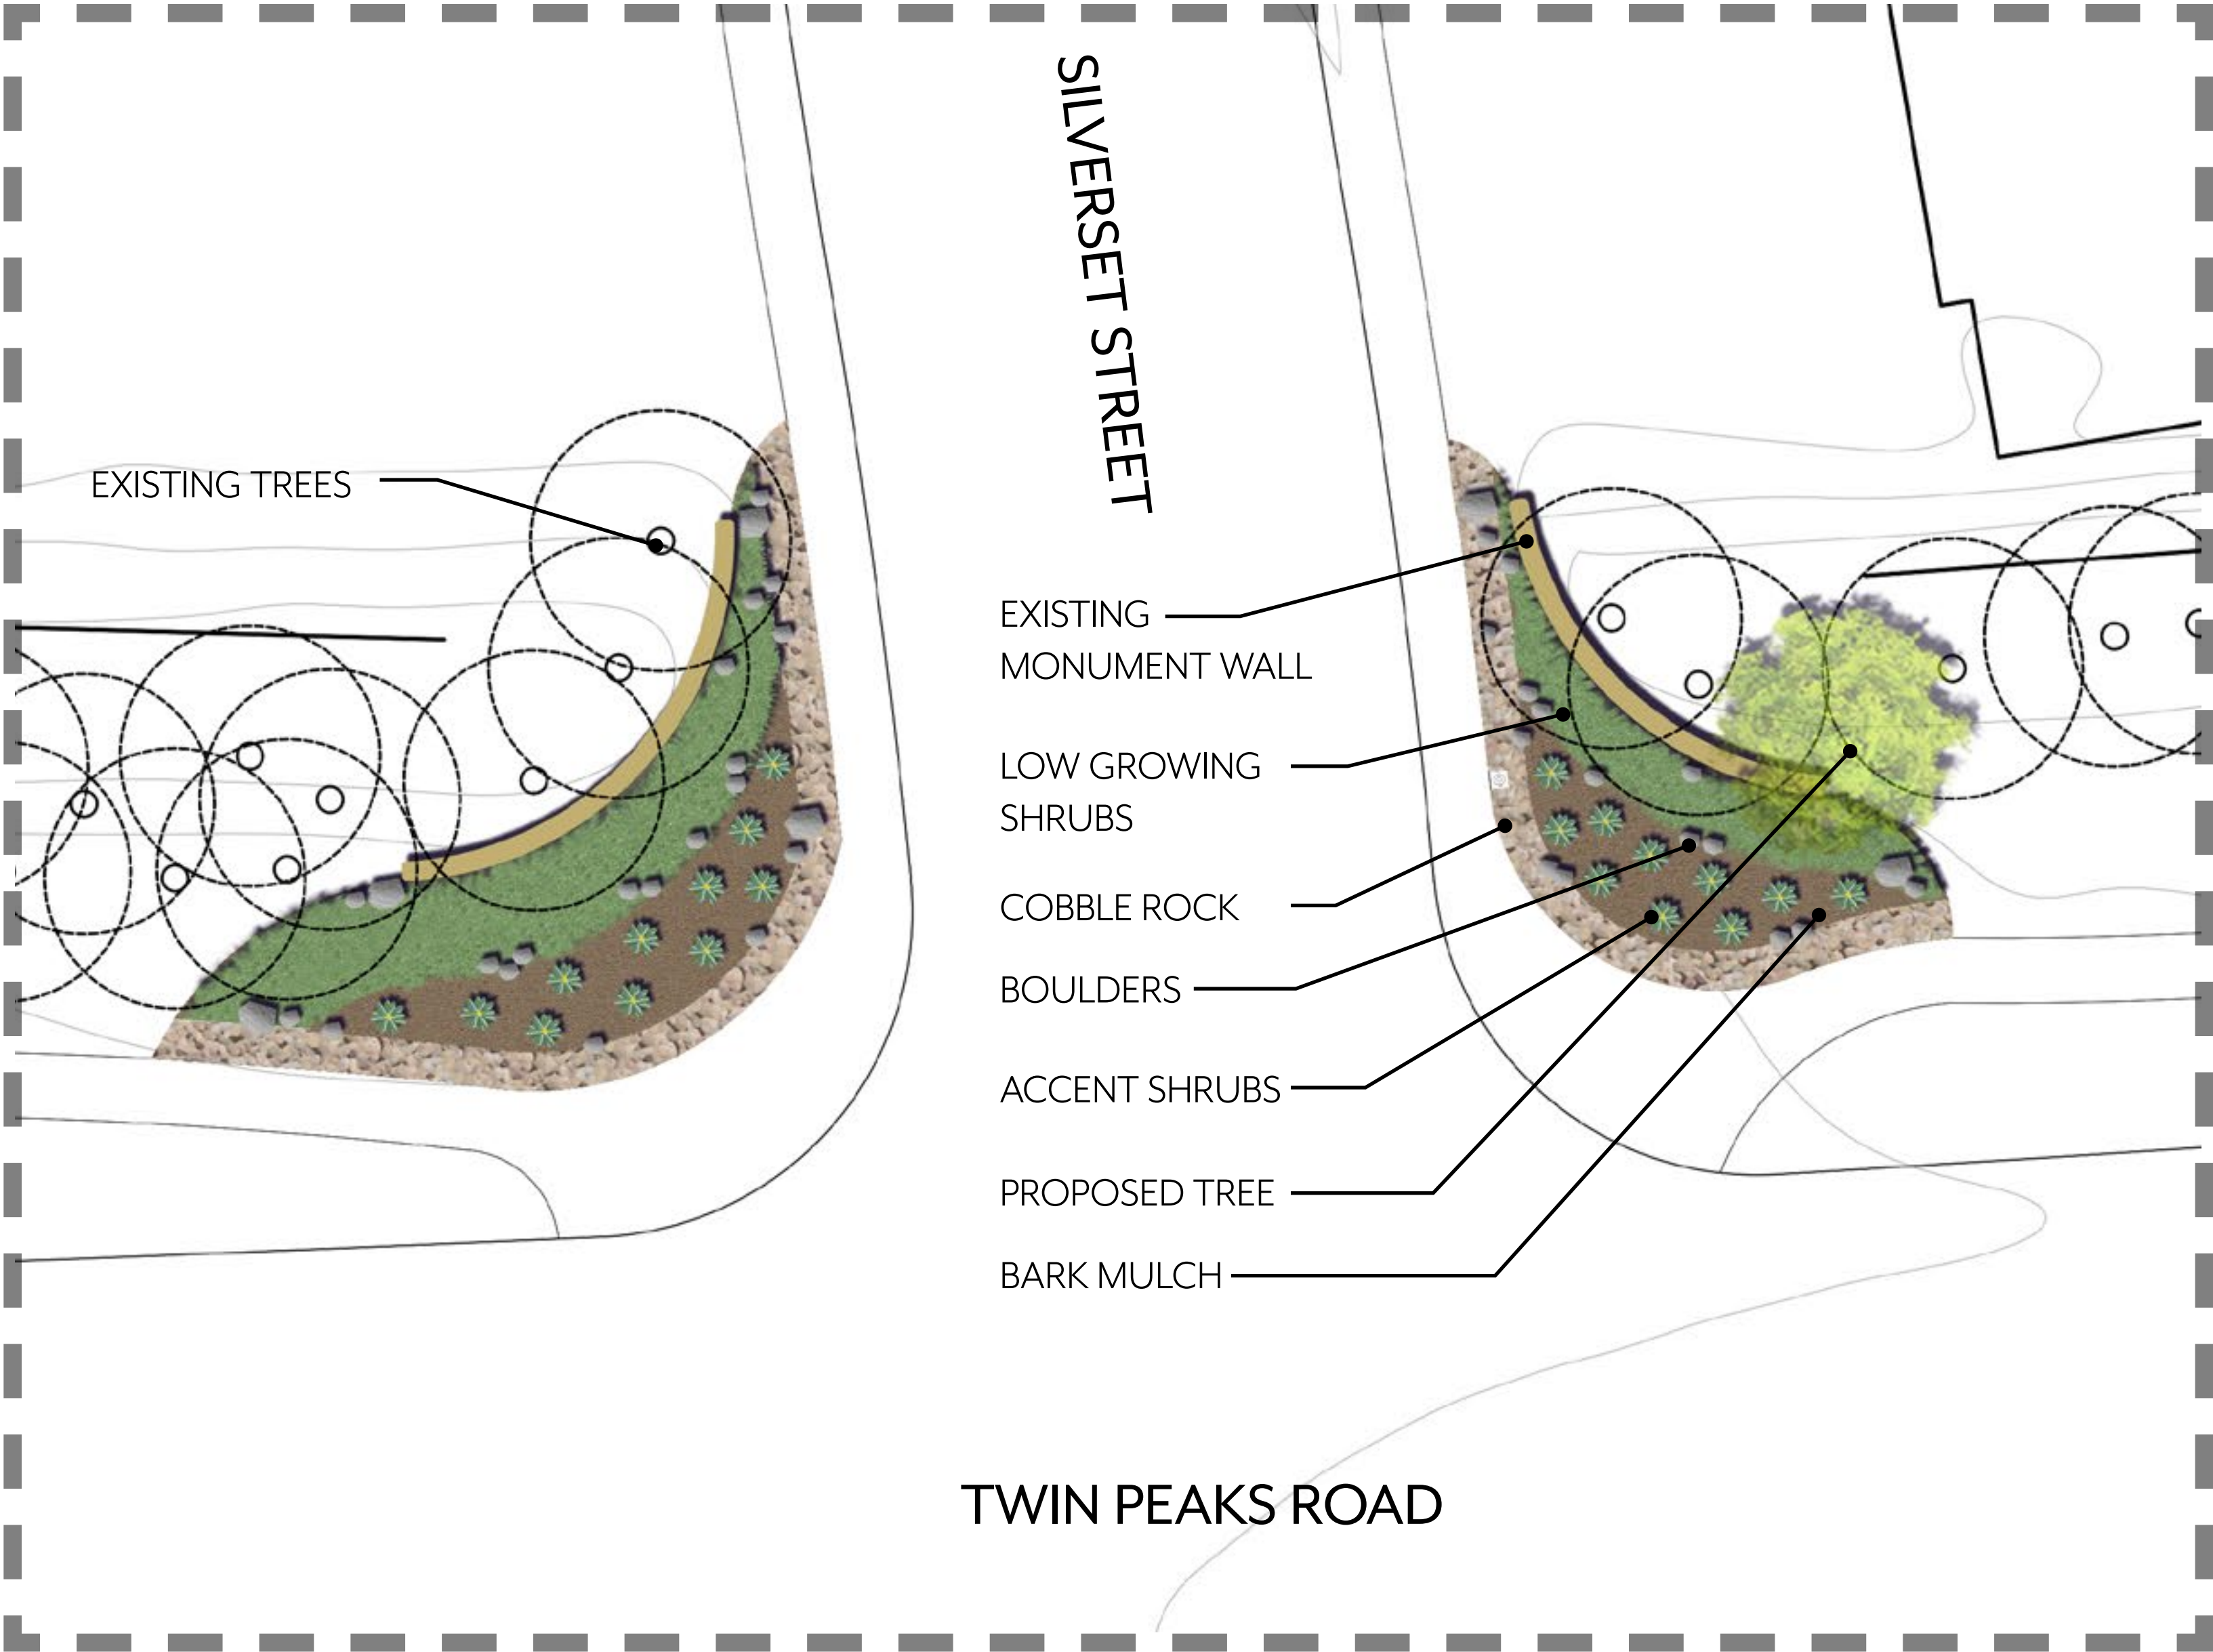 SILVERSET STREET
EXISTING TREES
EXISTING
MONUMENT WALL
LOW GROWING
SHRUBS
COBBLE ROCK
BOULDERS
ACCENT SHRUBS
PROPOSED TREE
BARK MULCH
TWIN PEAKS ROAD